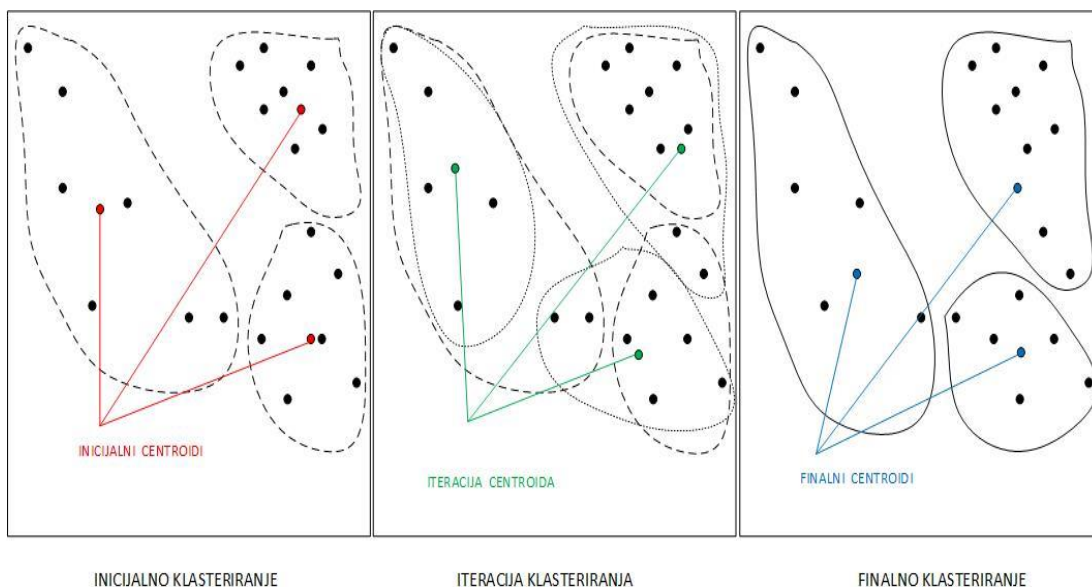 INICIJALNI CENTROIDI
ITERACIJA CENTROIDA
FINALNI CENTROIDI
INICIJALNO KLASTERIRANJE
ITERACIJA KLASTERIRANJA
FINALNO KLASTERIRANJE